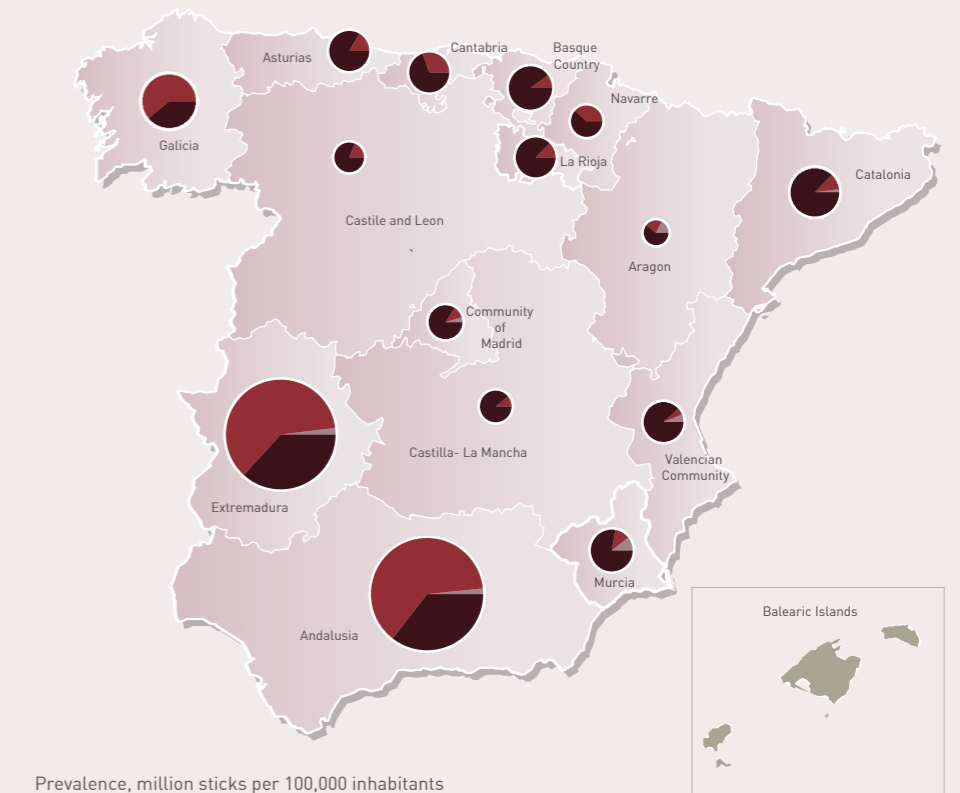 Cantabria
Basque
Country
Asturias
Navarre
Galicia
La Rioja
Catalonia
Castile and Leon
Aragon
Community
of
Madrid
Castilla- La Mancha
Valencian
Community
Extremadura
Murcia
Balearic Islands
Andalusia
Prevalence, million sticks per 100,000 inhabitants